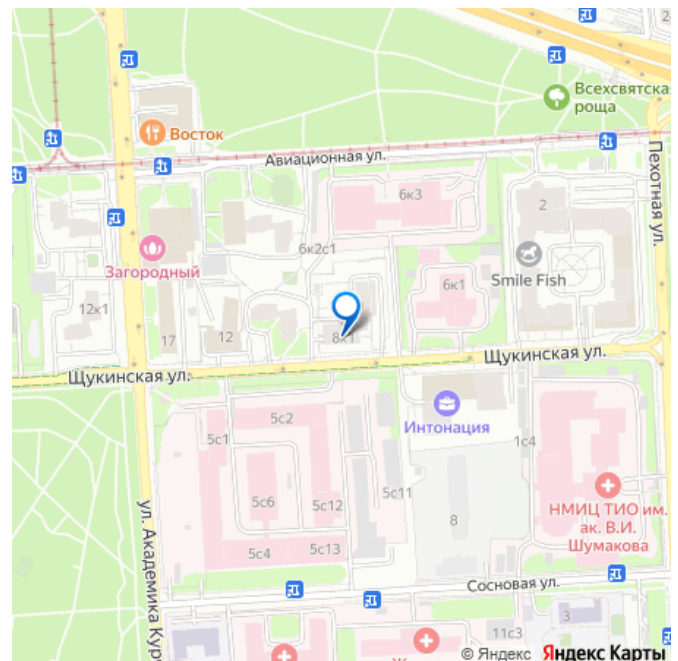 Всехсвятска
роща
Восток
Авиационная ул.
Пехотная ул.
6к3
2
6к2с1
Загородный
Smile Fish
6к1
12к1
17
12
8к1
Щукинская ул.
Щукинская ул.
5с2
5с1
Интонация
1с4
5с6
5с12
5с11
8
НМИЦ ТИО им.
ак. В.И.
Шумакова
5с4
5с13
ул. Академика Кур
Сосновая ул.
3
11с3
© Яндекс Яндекс Карты